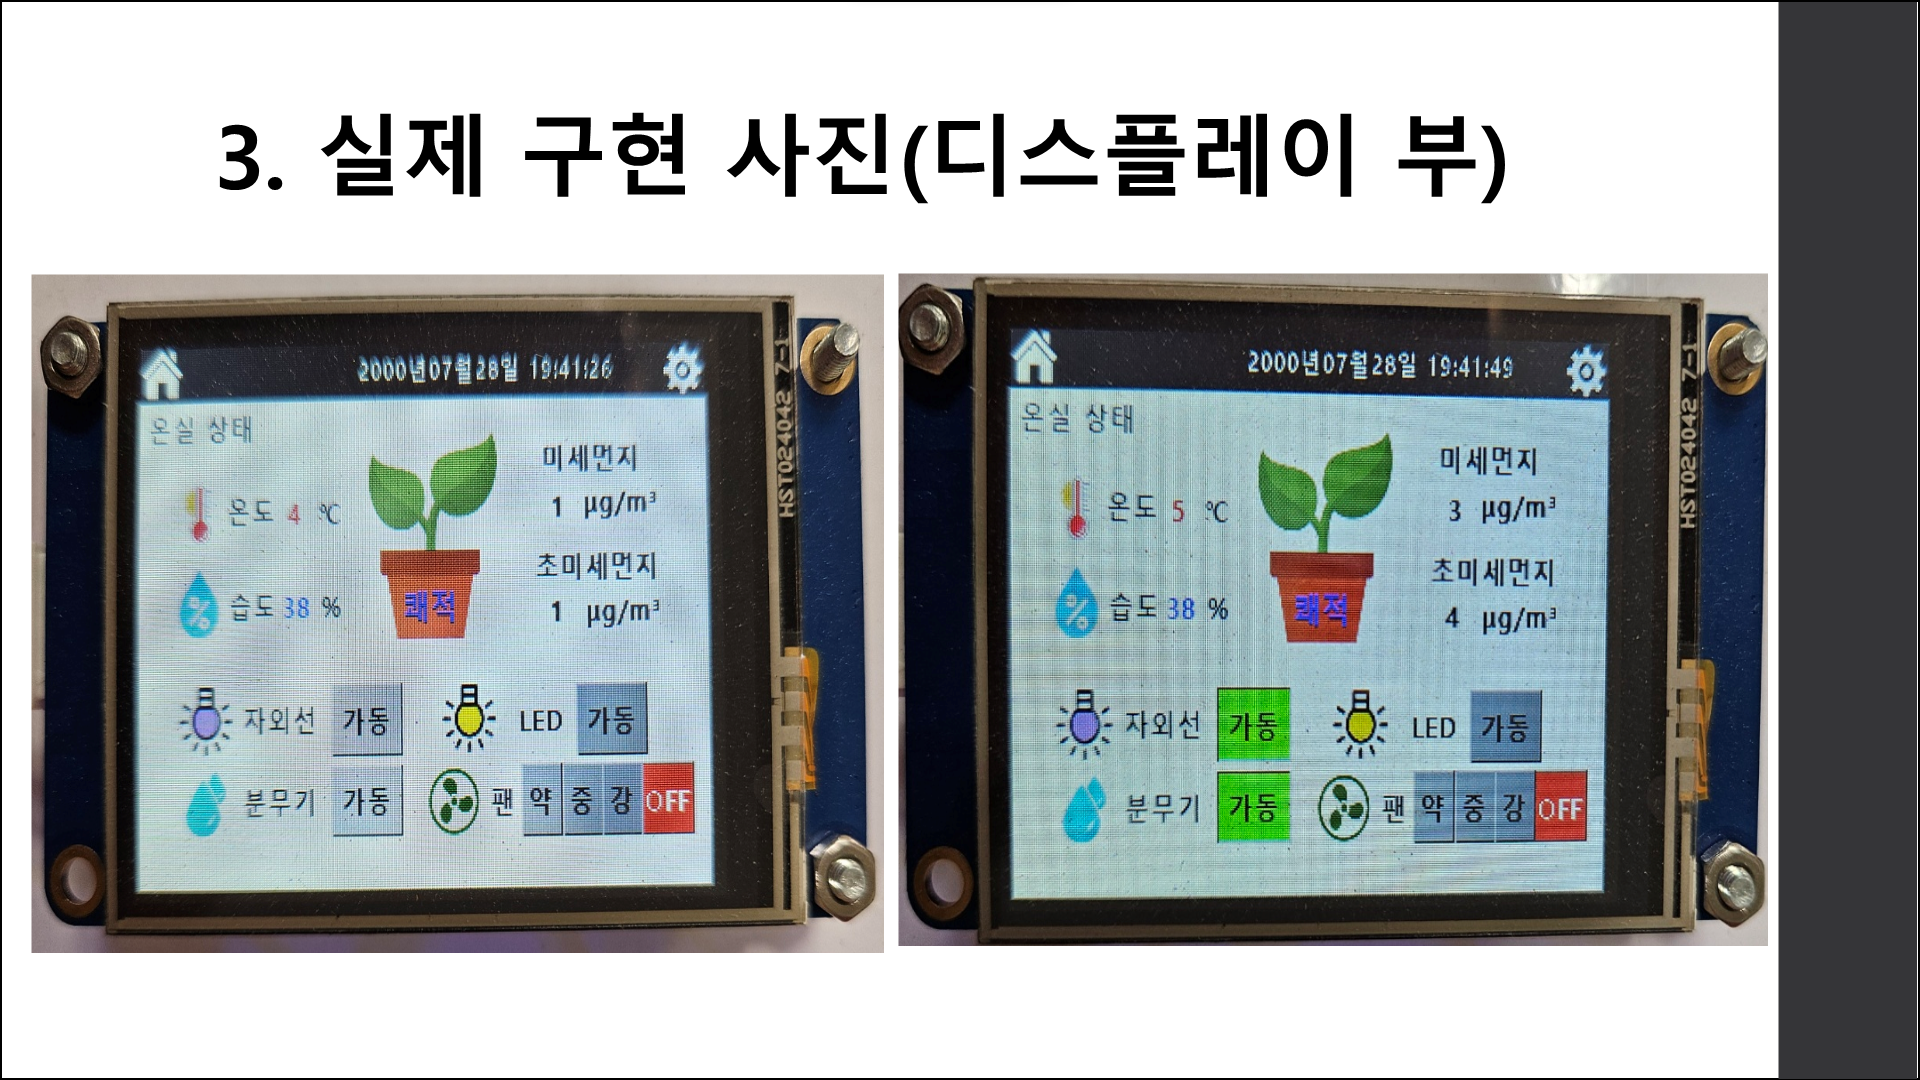 3. 실제 구현 사진(디스플레이 부)
2000년07월28일 19:41:26
온실 상태
미세먼지
온도 4 ℃
1 µg/m³
초미세먼지
습도 38 %
쾌적
1 µg/m³
자외선 가동 LED 가동
분무기 가동 팬 약 중 강 OFF
HST024042 7-1
2000년07월28일 19:41:49
온실 상태
미세먼지
온도 5 ℃
3 µg/m³
초미세먼지
습도 38 %
쾌적
4 µg/m³
자외선 가동 LED 가동
분무기 가동 팬 약 중 강 OFF
HST024042 7-1